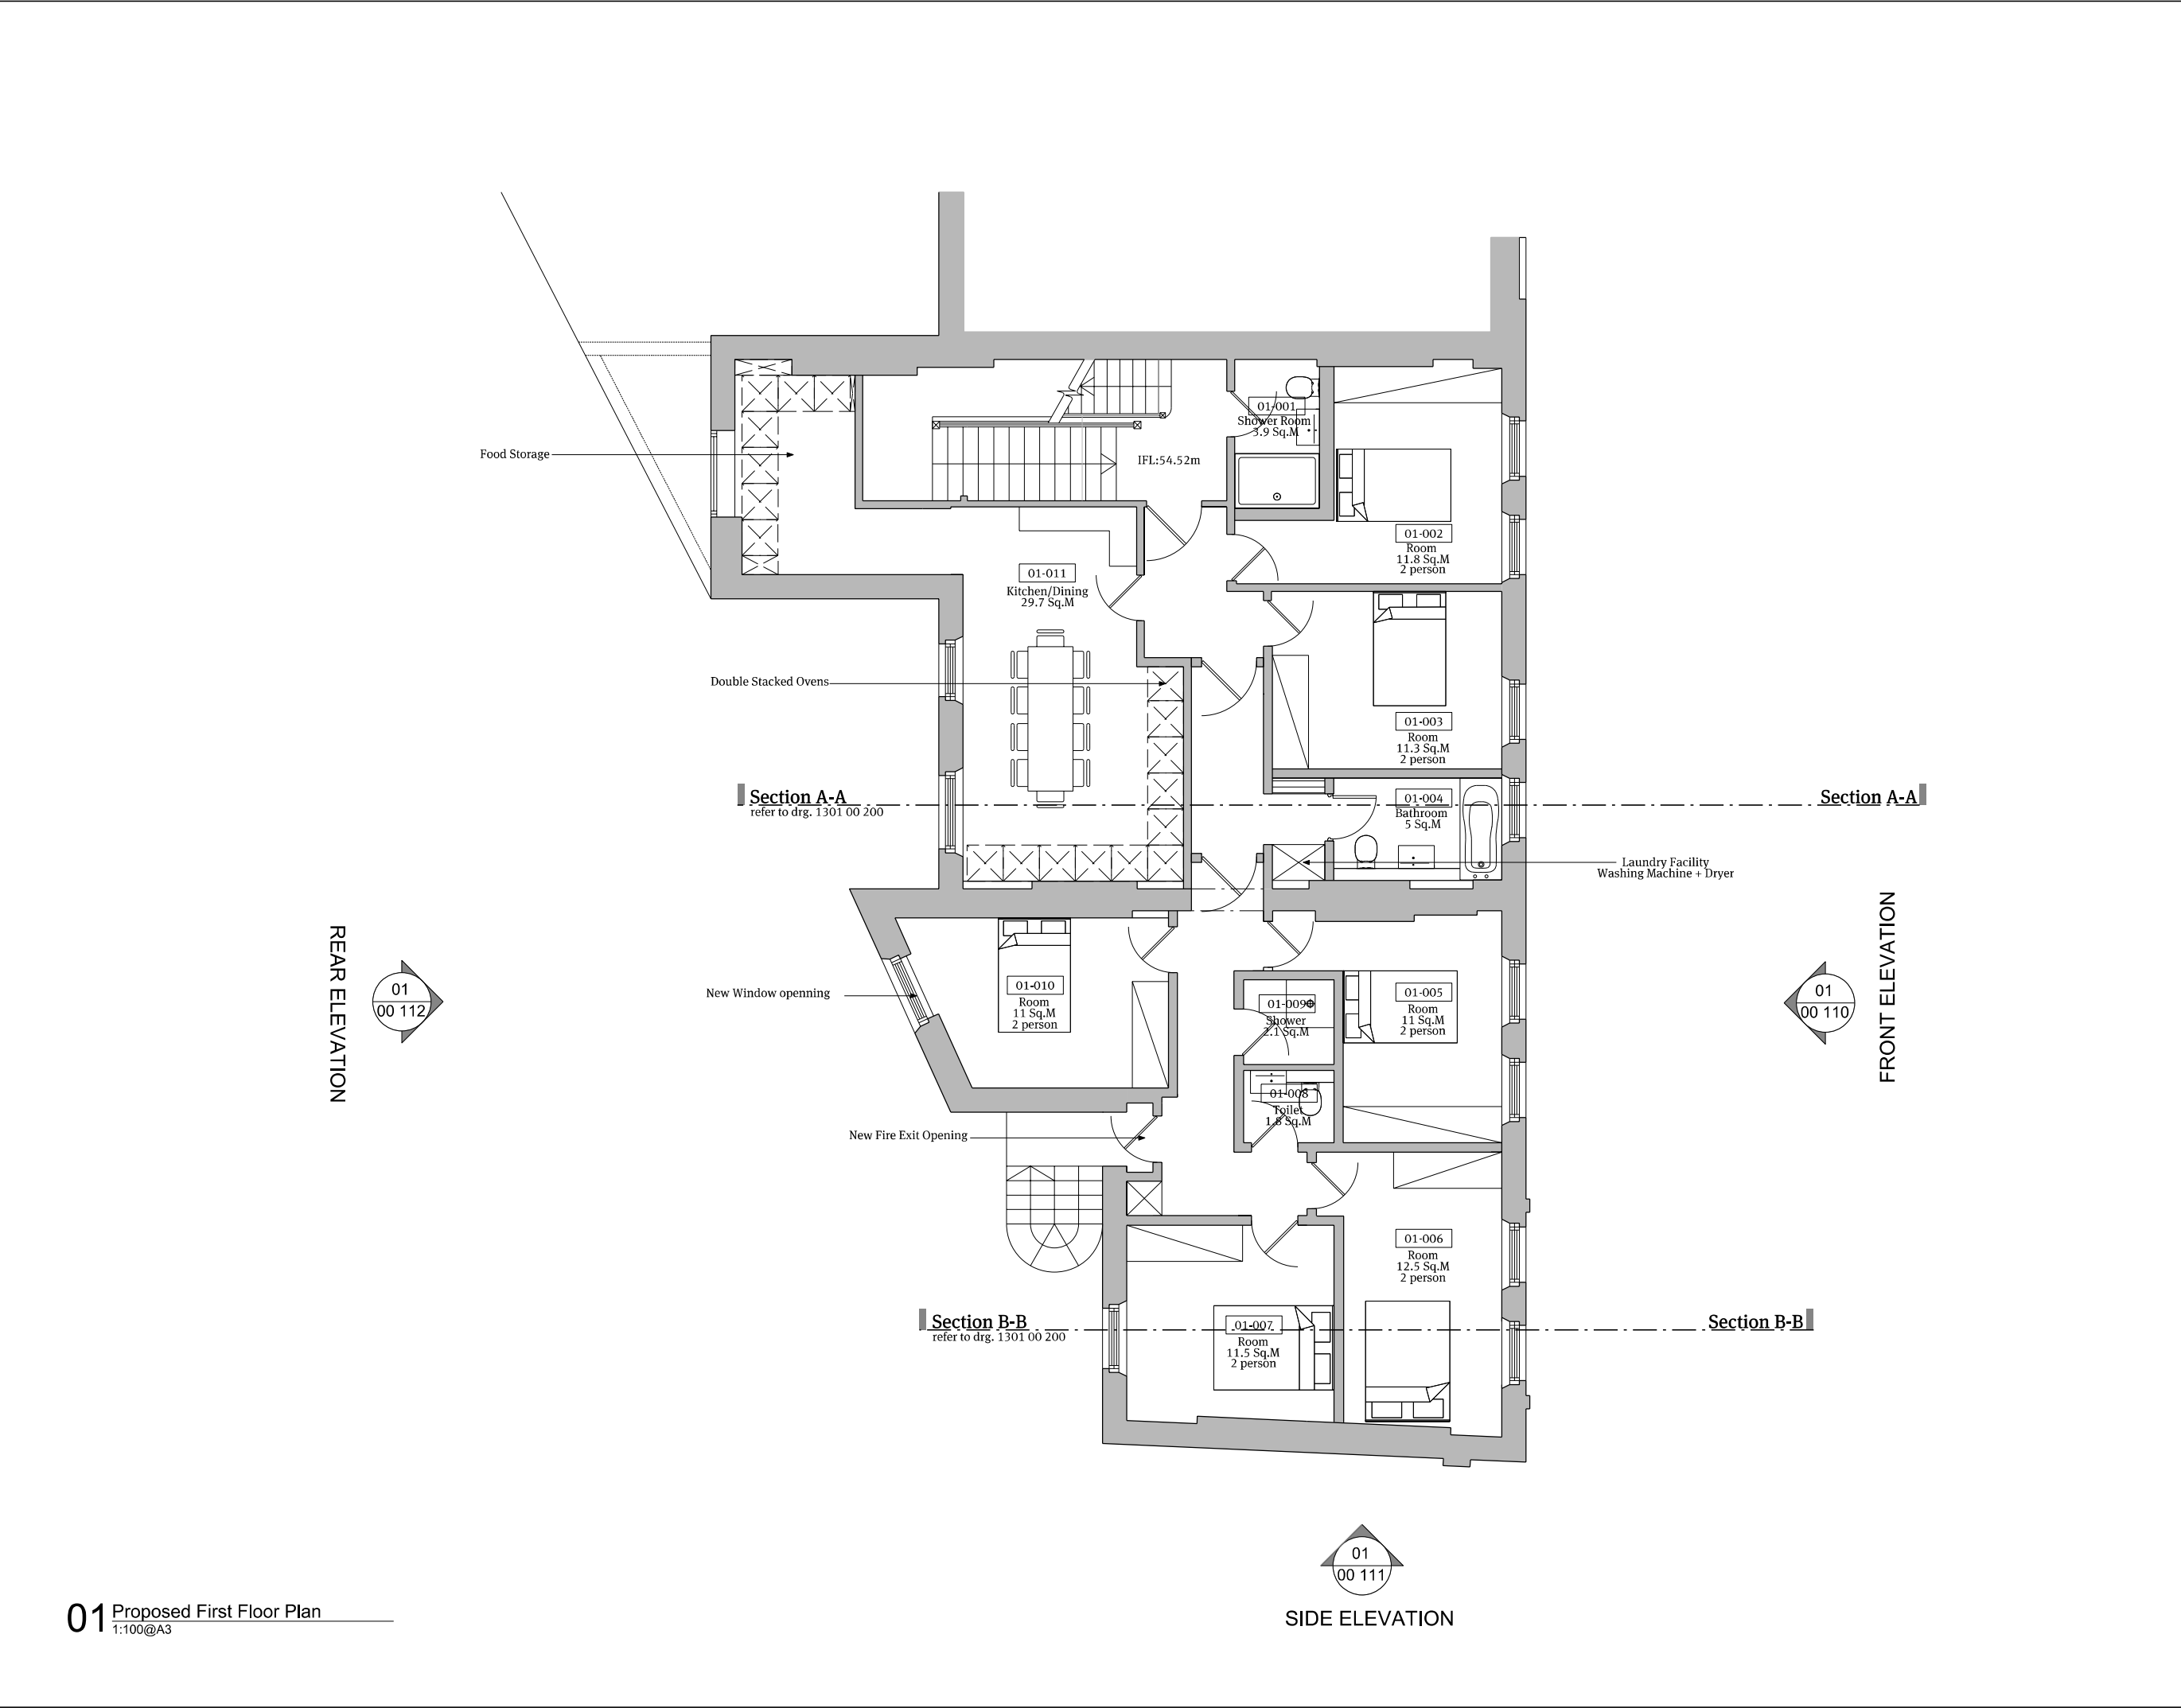 01-001
Shower Room
3.9 Sq.M
Food Storage
IFL:54.52m
01-002
Room
11.8 Sq.M
2 person
01-011
Kitchen/Dining
29.7 Sq.M
Double Stacked Ovens
01-003
Room
11.3 Sq.M
2 person
Section A-A
refer to drg. 1301 00 200
01-004
Bathroom
5 Sq.M
Section A-A
Laundry Facility
Washing Machine + Dryer
REAR ELEVATION
01
00 112
New Window openning
01-010
Room
11 Sq.M
2 person
01-009
Shower
2.1 Sq.M
01-005
Room
11 Sq.M
2 person
01
00 110
FRONT ELEVATION
01-008
Toilet
1.8 Sq.M
New Fire Exit Opening
01-006
Room
12.5 Sq.M
2 person
Section B-B
refer to drg. 1301 00 200
01-007
Room
11.5 Sq.M
2 person
Section B-B
01
00 111
SIDE ELEVATION
01 Proposed First Floor Plan
1:100@A3